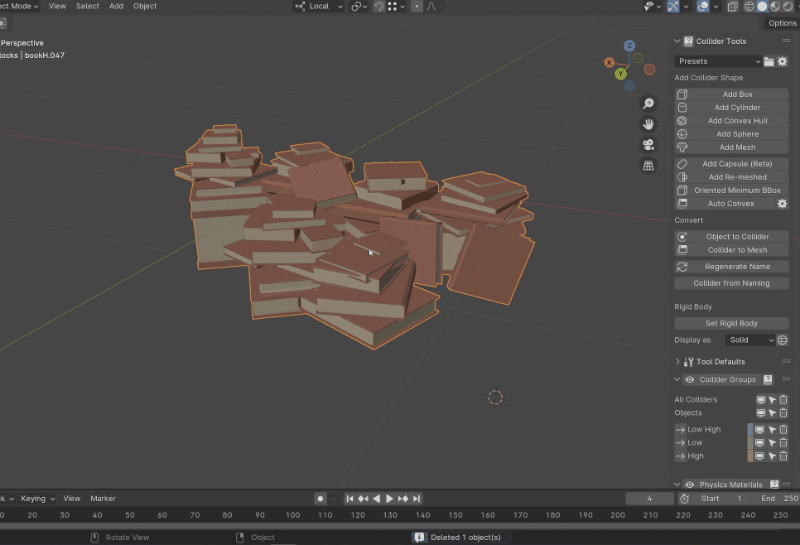 ect Mode View Select Add Object Local
Options
Perspective
locks | bookH.047
Z
X
Y
Collider Tools
Presets
Add Collider Shape
Add Box
Add Cylinder
Add Convex Hull
Add Sphere
Add Mesh
Add Capsule (Beta)
Add Re-meshed
Oriented Minimum BBox
Auto Convex
Convert
Object to Collider
Collider to Mesh
Regenerate Name
Collider from Naming
Rigid Body
Set Rigid Body
Display as Solid
Tool Defaults
Collider Groups
All Colliders
Objects
Low High
Low
High
Physics Materials
k Keying View Marker 4 Start 1 End 250
20 30 40 50 60 70 80 90 100 110 120 130 140 150 160 170 180 190 200 210 220 230 240 250
Rotate View Object Deleted 1 object(s)